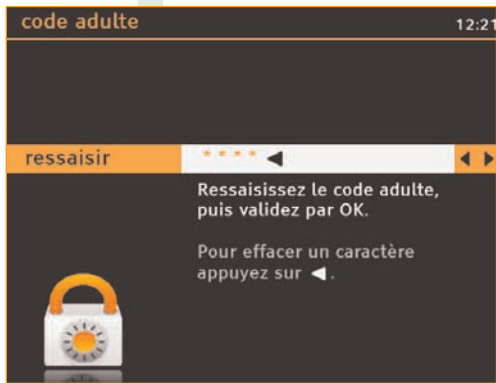 code adulte 12:21
ressaisir **** ◀ ◀ ▶
Ressaisissez le code adulte,
puis validez par OK.
Pour effacer un caractère
appuyez sur ◀ .